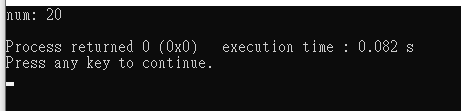 num: 20
Process returned 0 (0x0)   execution time : 0.082 s
Press any key to continue.